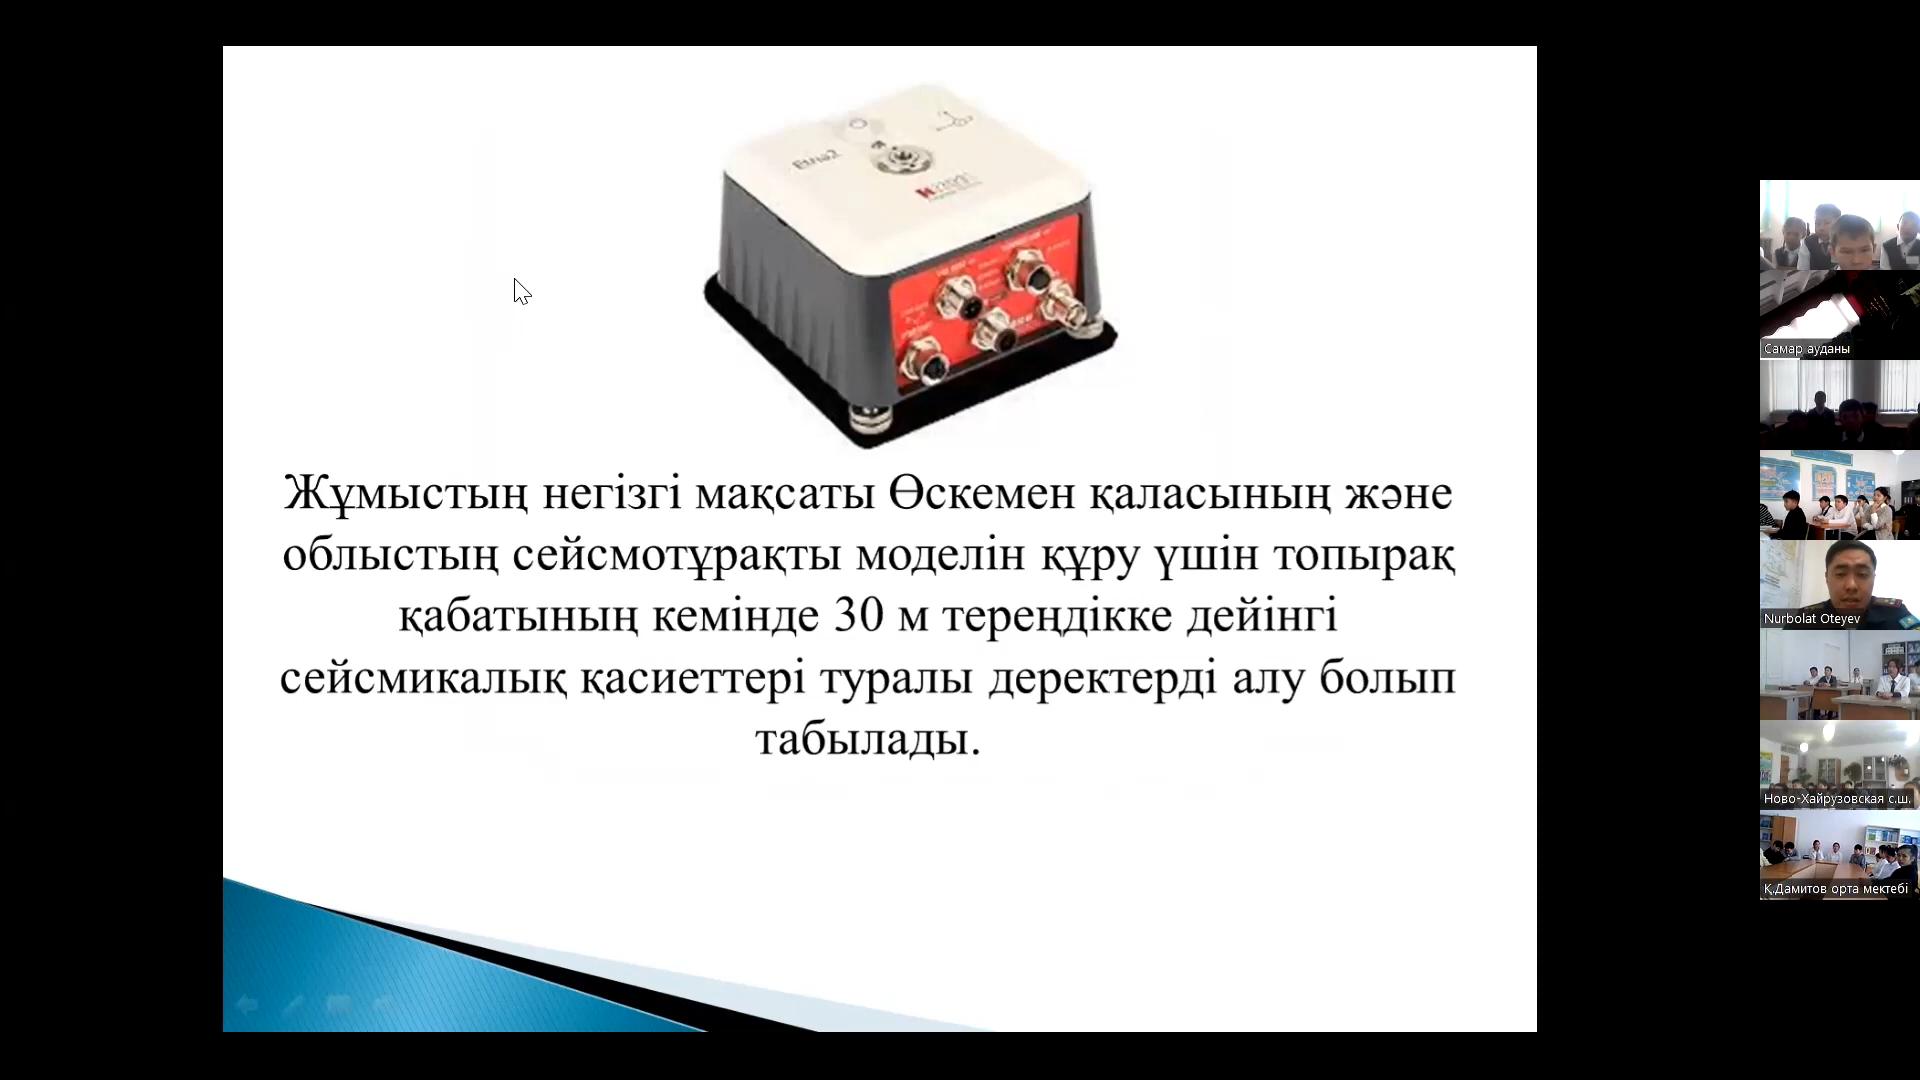 Etna2
Жұмыстың негізгі мақсаты Өскемен қаласының және
облыстың сейсмотұрақты моделін құру үшін топырақ
қабатының кемінде 30 м тереңдікке дейінгі
сейсмикалық қасиеттері туралы деректерді алу болып
табылады.
Самар ауданы
Nurbolat Oteyev
Ново-Хайрузовская с.ш.
Қ.Дамитов орта мектебі